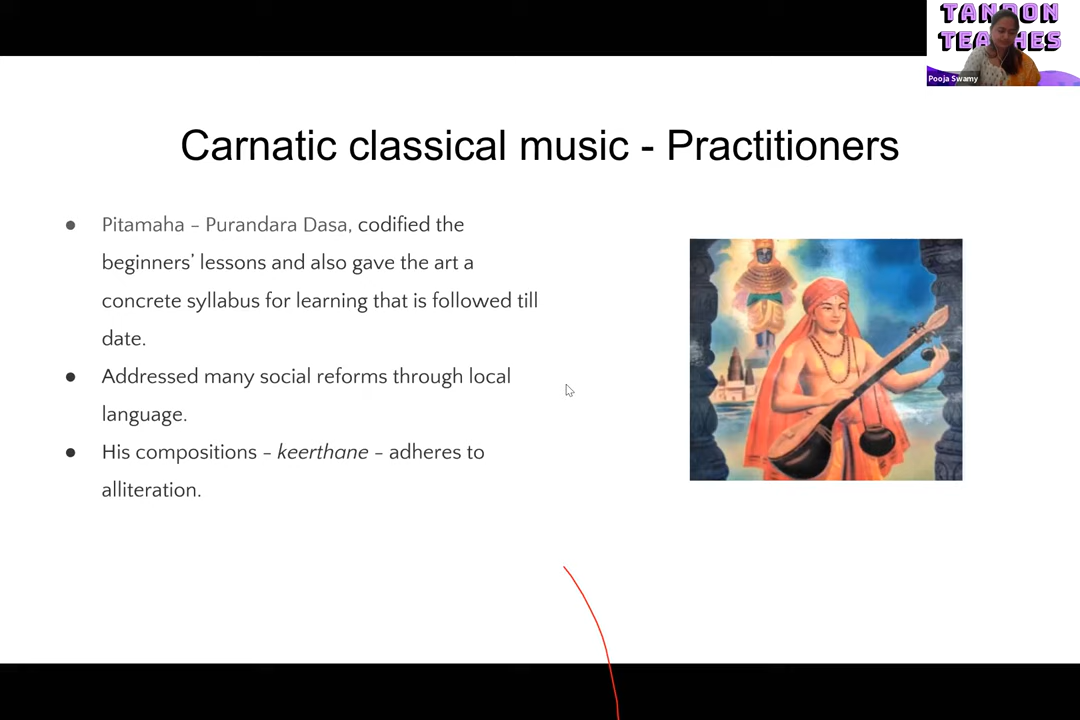 TANDON
TEACHES
Pooja Swamy
Carnatic classical music - Practitioners
● Pitamaha – Purandara Dasa, codified the
beginners’ lessons and also gave the art a
concrete syllabus for learning that is followed till
date.
● Addressed many social reforms through local
language.
● His compositions – keerthane – adheres to
alliteration.